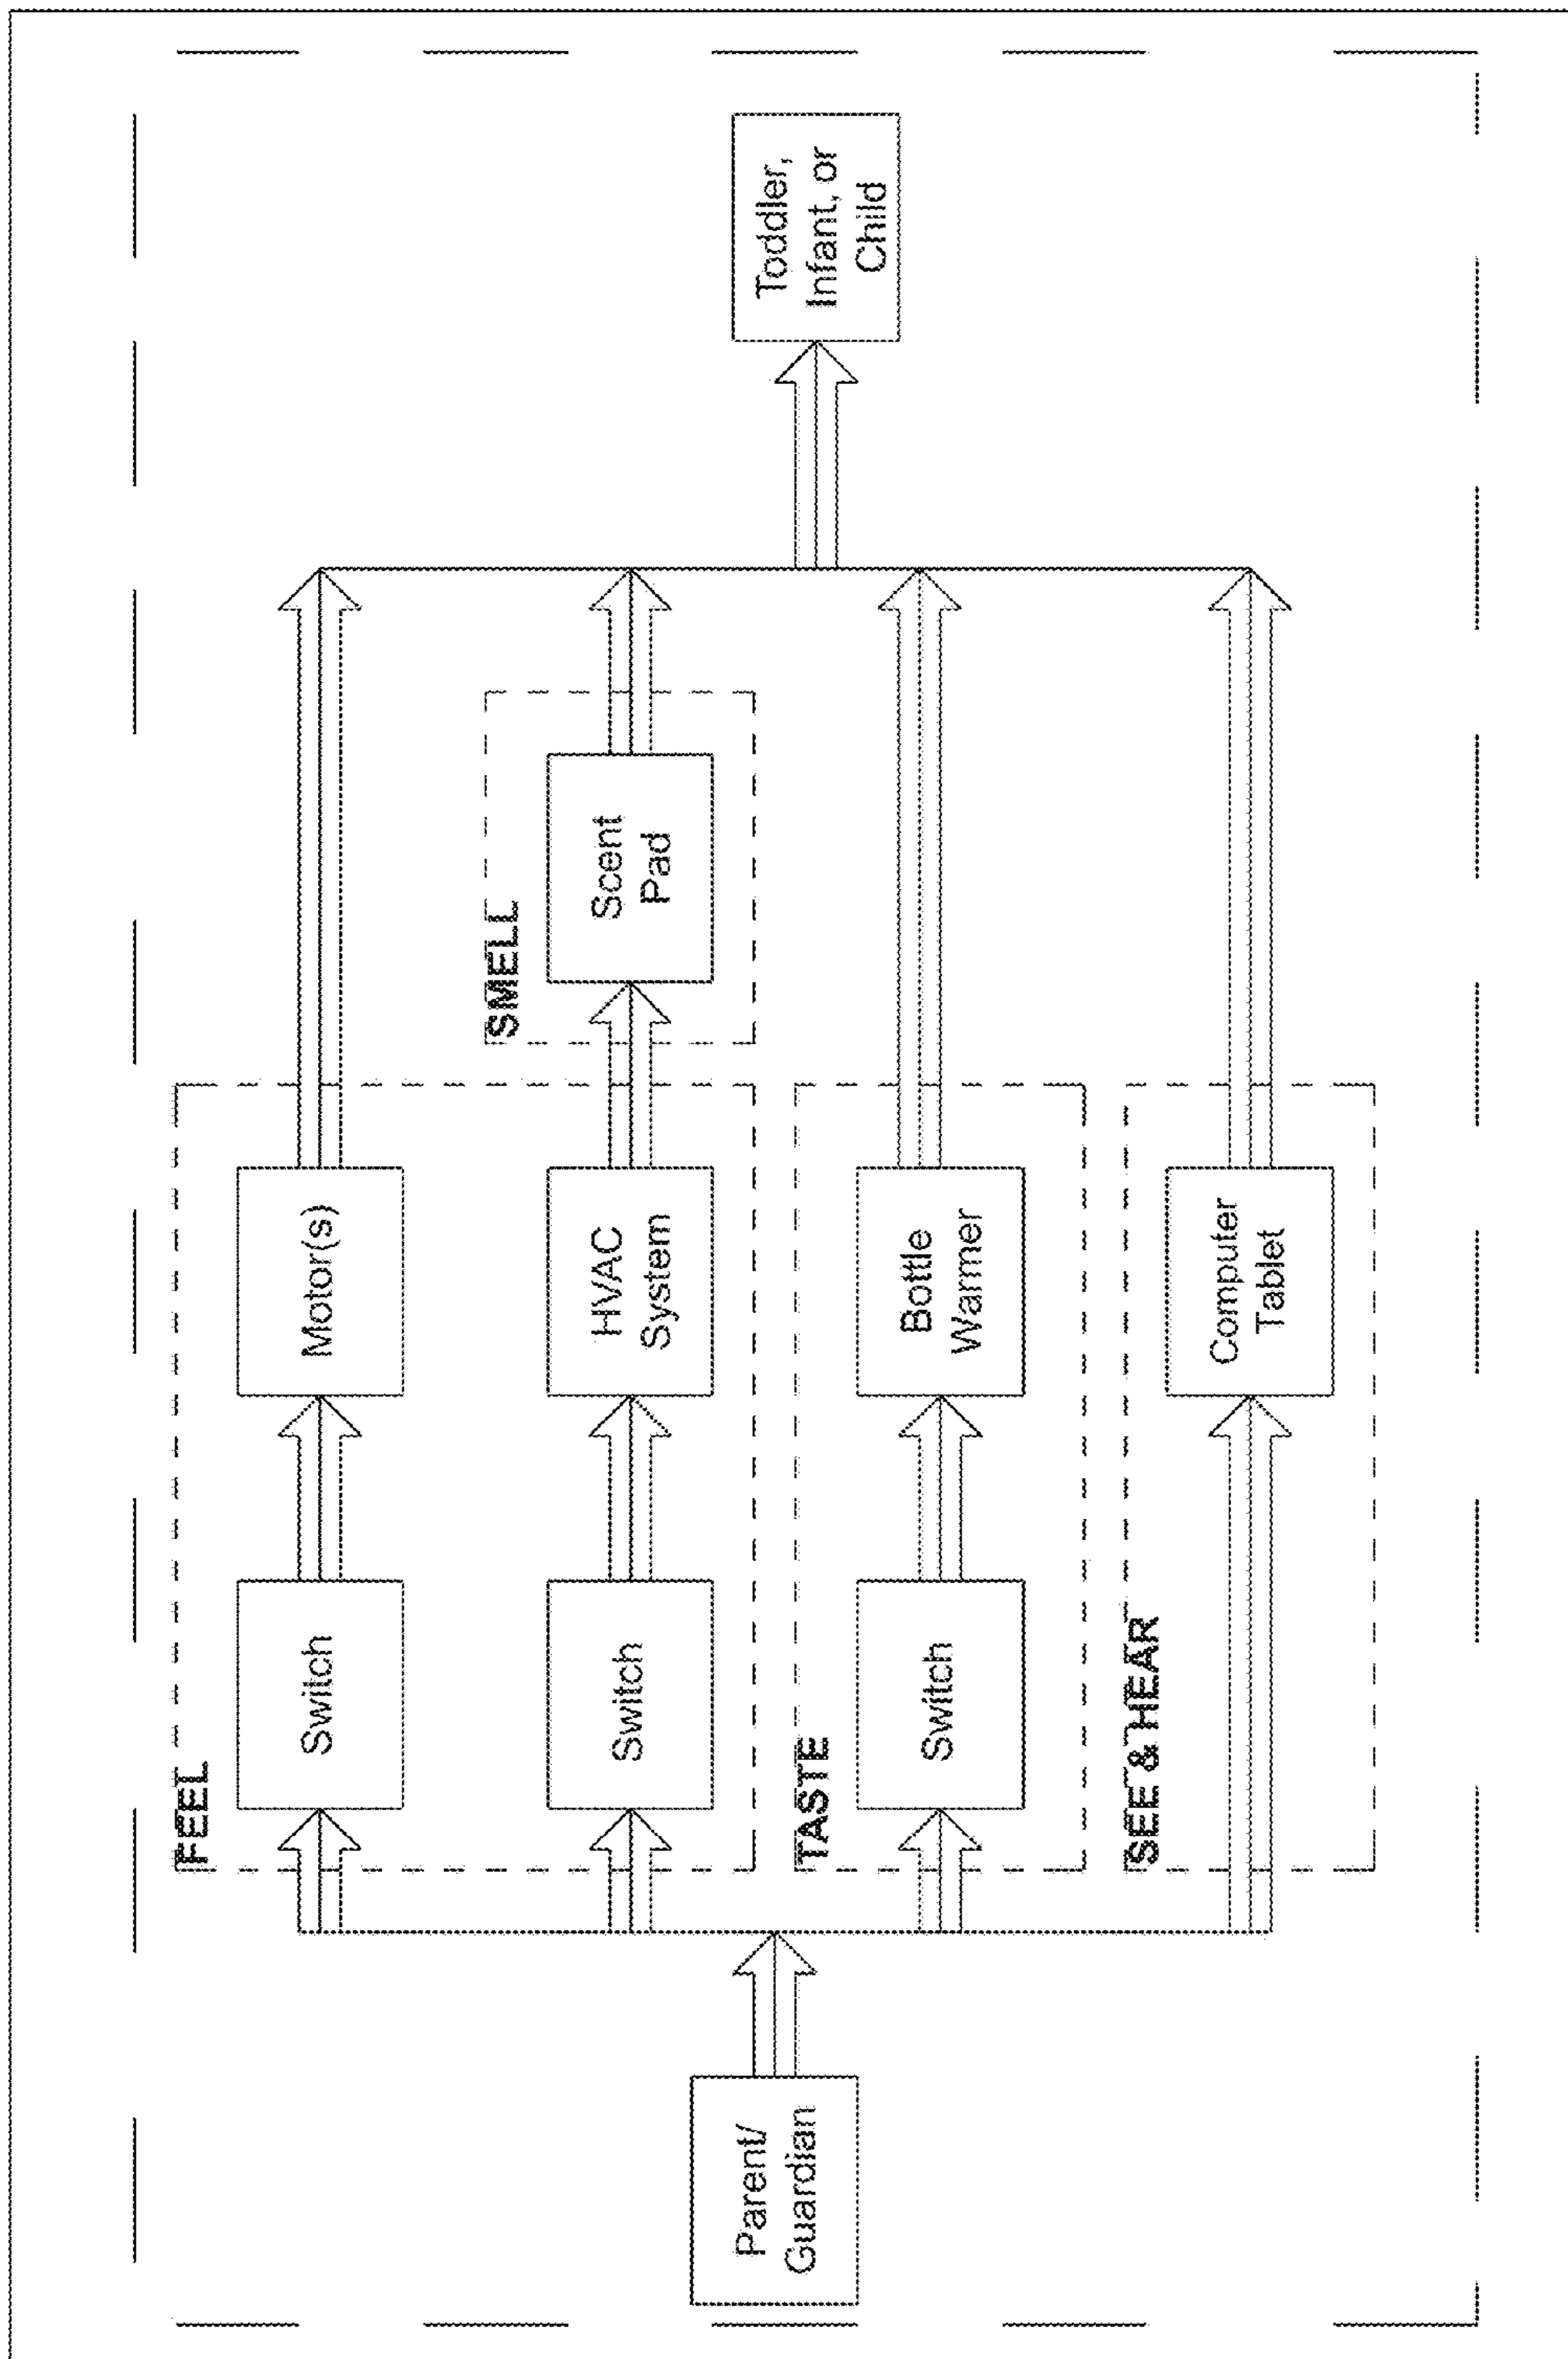 Parent/
Guardian
FEEL
Switch
Motor(s)
Switch
HVAC
System
SMELL
Scent
Pad
TASTE
Switch
Bottle
Warmer
SEE & HEAR
Computer
Tablet
Toddler,
Infant, or
Child